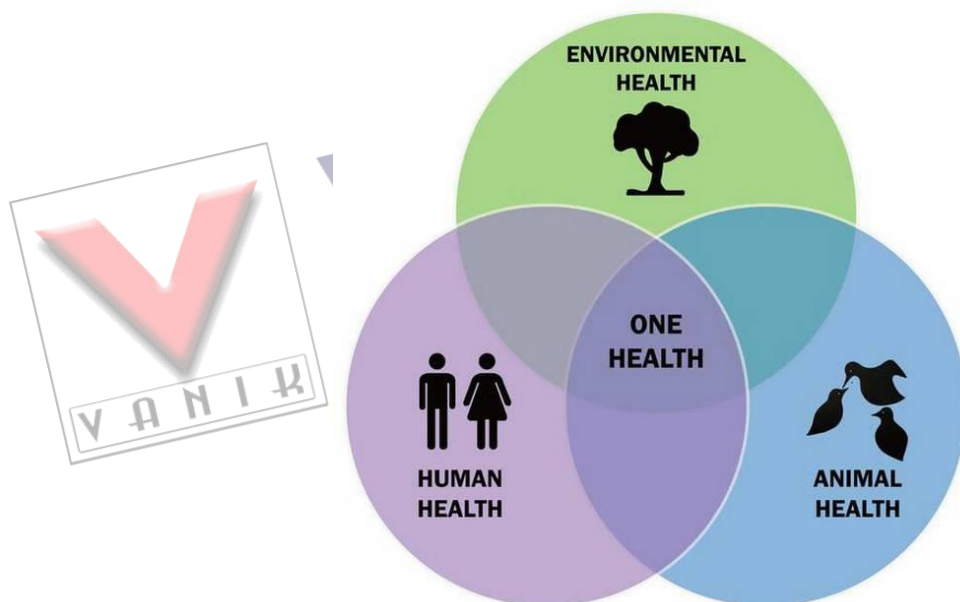 ENVIRONMENTAL
HEALTH
ONE
HEALTH
HUMAN
HEALTH
ANIMAL
HEALTH
VANIK